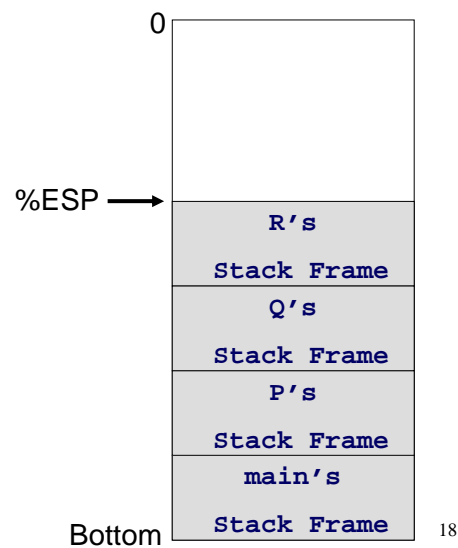 0
%ESP
R's
Stack Frame
Q's
Stack Frame
P's
Stack Frame
main's
Stack Frame
Bottom
18